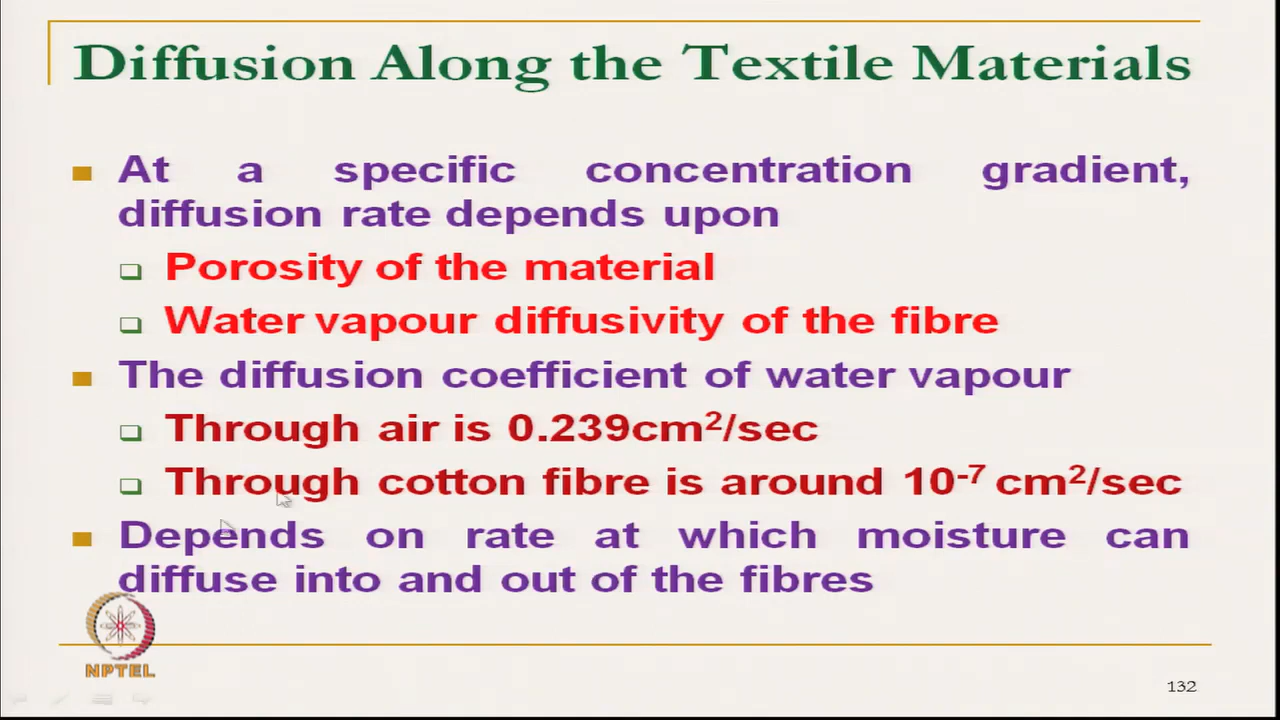 Diffusion Along the Textile Materials
At a specific concentration gradient,
diffusion rate depends upon
Porosity of the material
Water vapour diffusivity of the fibre
The diffusion coefficient of water vapour
Through air is 0.239cm²/sec
Through cotton fibre is around 10⁻⁷ cm²/sec
Depends on rate at which moisture can
diffuse into and out of the fibres
NPTEL
132